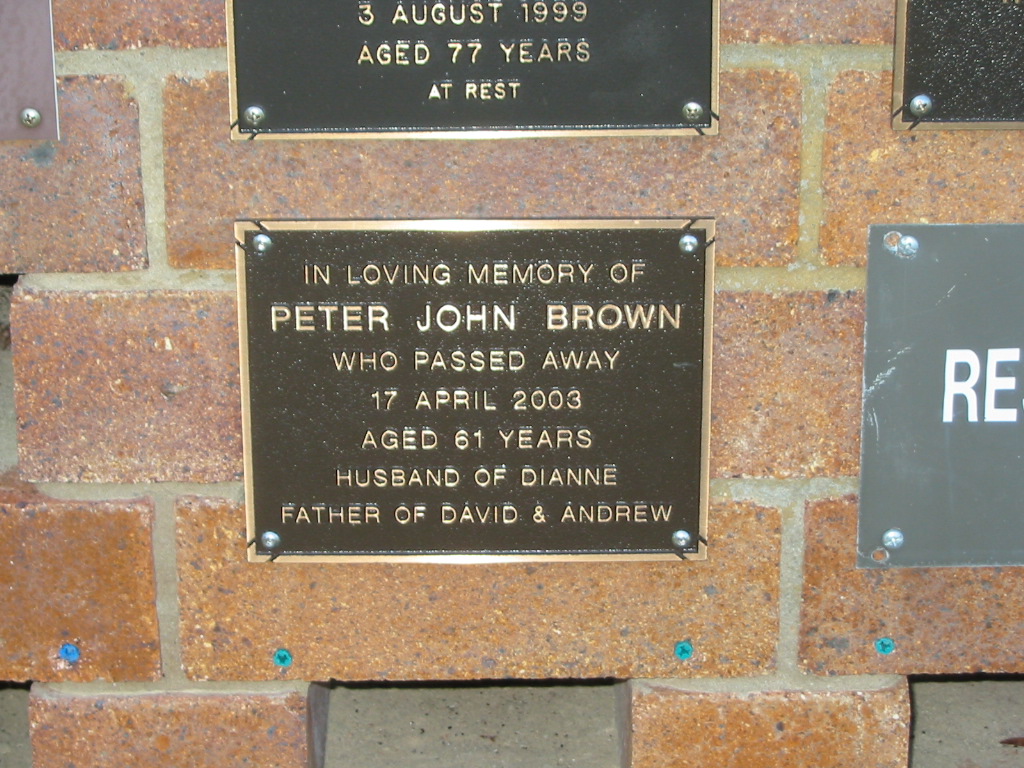 3 AUGUST 1999
AGED 77 YEARS
AT REST
IN LOVING MEMORY OF
PETER JOHN BROWN
WHO PASSED AWAY
17 APRIL 2003
AGED 61 YEARS
HUSBAND OF DIANNE
FATHER OF DAVID & ANDREW